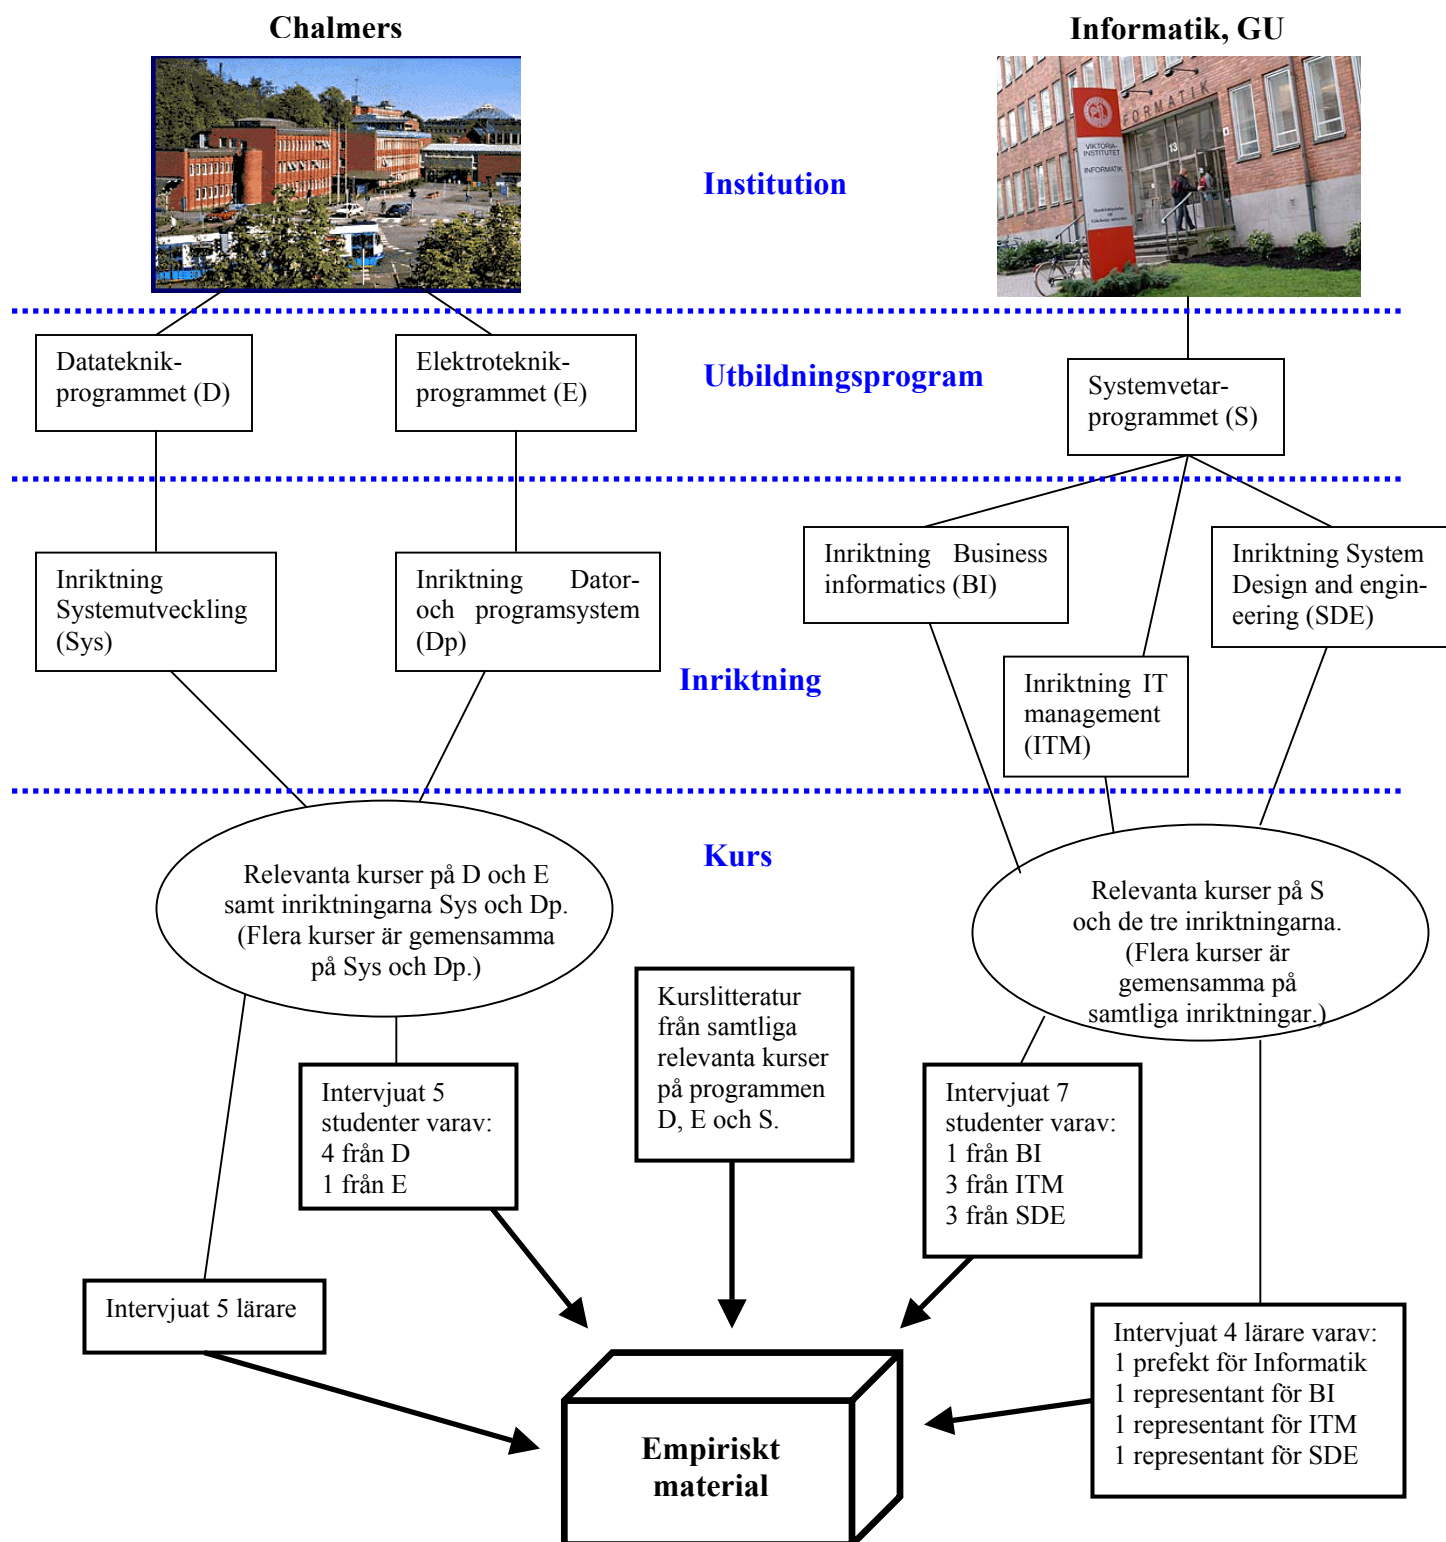 Chalmers
Informatik, GU
FORMATIK
13
VIKTORIA-
INSTITUTET
INFORMATIK
Institution
Datateknik-
programmet (D)
Elektroteknik-
programmet (E)
Utbildningsprogram
Systemvetar-
programmet (S)
Inriktning
Systemutveckling
(Sys)
Inriktning Dator-
och programsystem
(Dp)
Inriktning Business
informatics (BI)
Inriktning System
Design and engin-
eering (SDE)
Inriktning
Inriktning IT
management
(ITM)
Kurs
Relevanta kurser på D och E
samt inriktningarna Sys och Dp.
(Flera kurser är gemensamma
på Sys och Dp.)
Relevanta kurser på S
och de tre inriktningarna.
(Flera kurser är
gemensamma på
samtliga inriktningar.)
Kurslitteratur
från samtliga
relevanta kurser
på programmen
D, E och S.
Intervjuat 5
studenter varav:
4 från D
1 från E
Intervjuat 7
studenter varav:
1 från BI
3 från ITM
3 från SDE
Intervjuat 5 lärare
Intervjuat 4 lärare varav:
1 prefekt för Informatik
1 representant för BI
1 representant för ITM
1 representant för SDE
Empiriskt
material